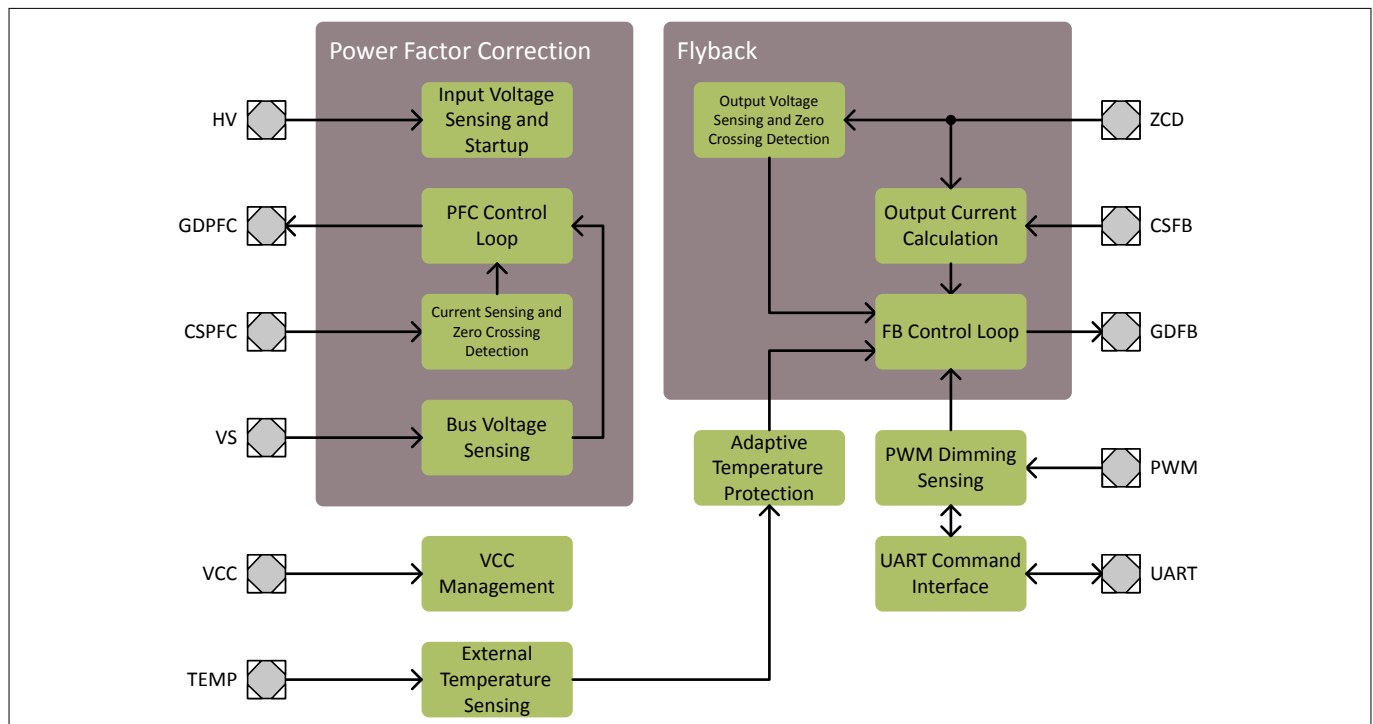 Power Factor Correction
Flyback
HV
Input Voltage
Sensing and
Startup
Output Voltage
Sensing and Zero
Crossing Detection
ZCD
GDPFC
PFC Control
Loop
Output Current
Calculation
CSFB
CSPFC
Current Sensing and
Zero Crossing
Detection
FB Control Loop
GDFB
VS
Bus Voltage
Sensing
Adaptive
Temperature
Protection
PWM Dimming
Sensing
PWM
VCC
VCC
Management
UART Command
Interface
UART
TEMP
External
Temperature
Sensing